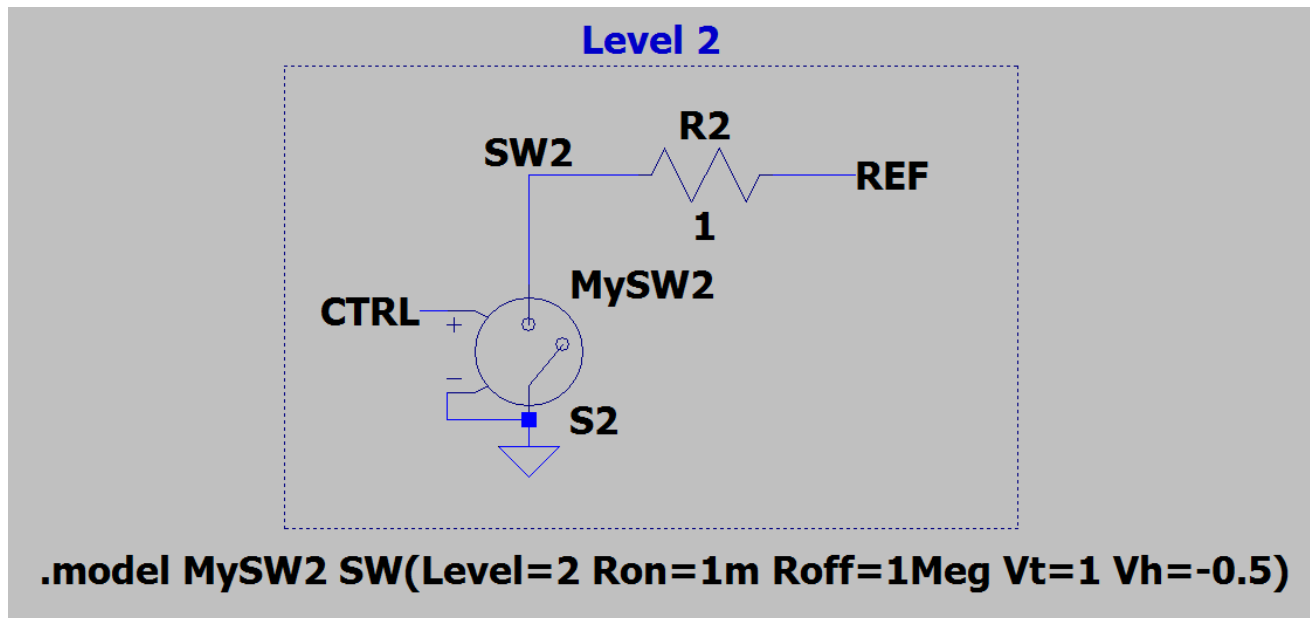 Level 2
R2
SW2
REF
1
MySW2
CTRL
+
−
S2
.model MySW2 SW(Level=2 Ron=1m Roff=1Meg Vt=1 Vh=-0.5)